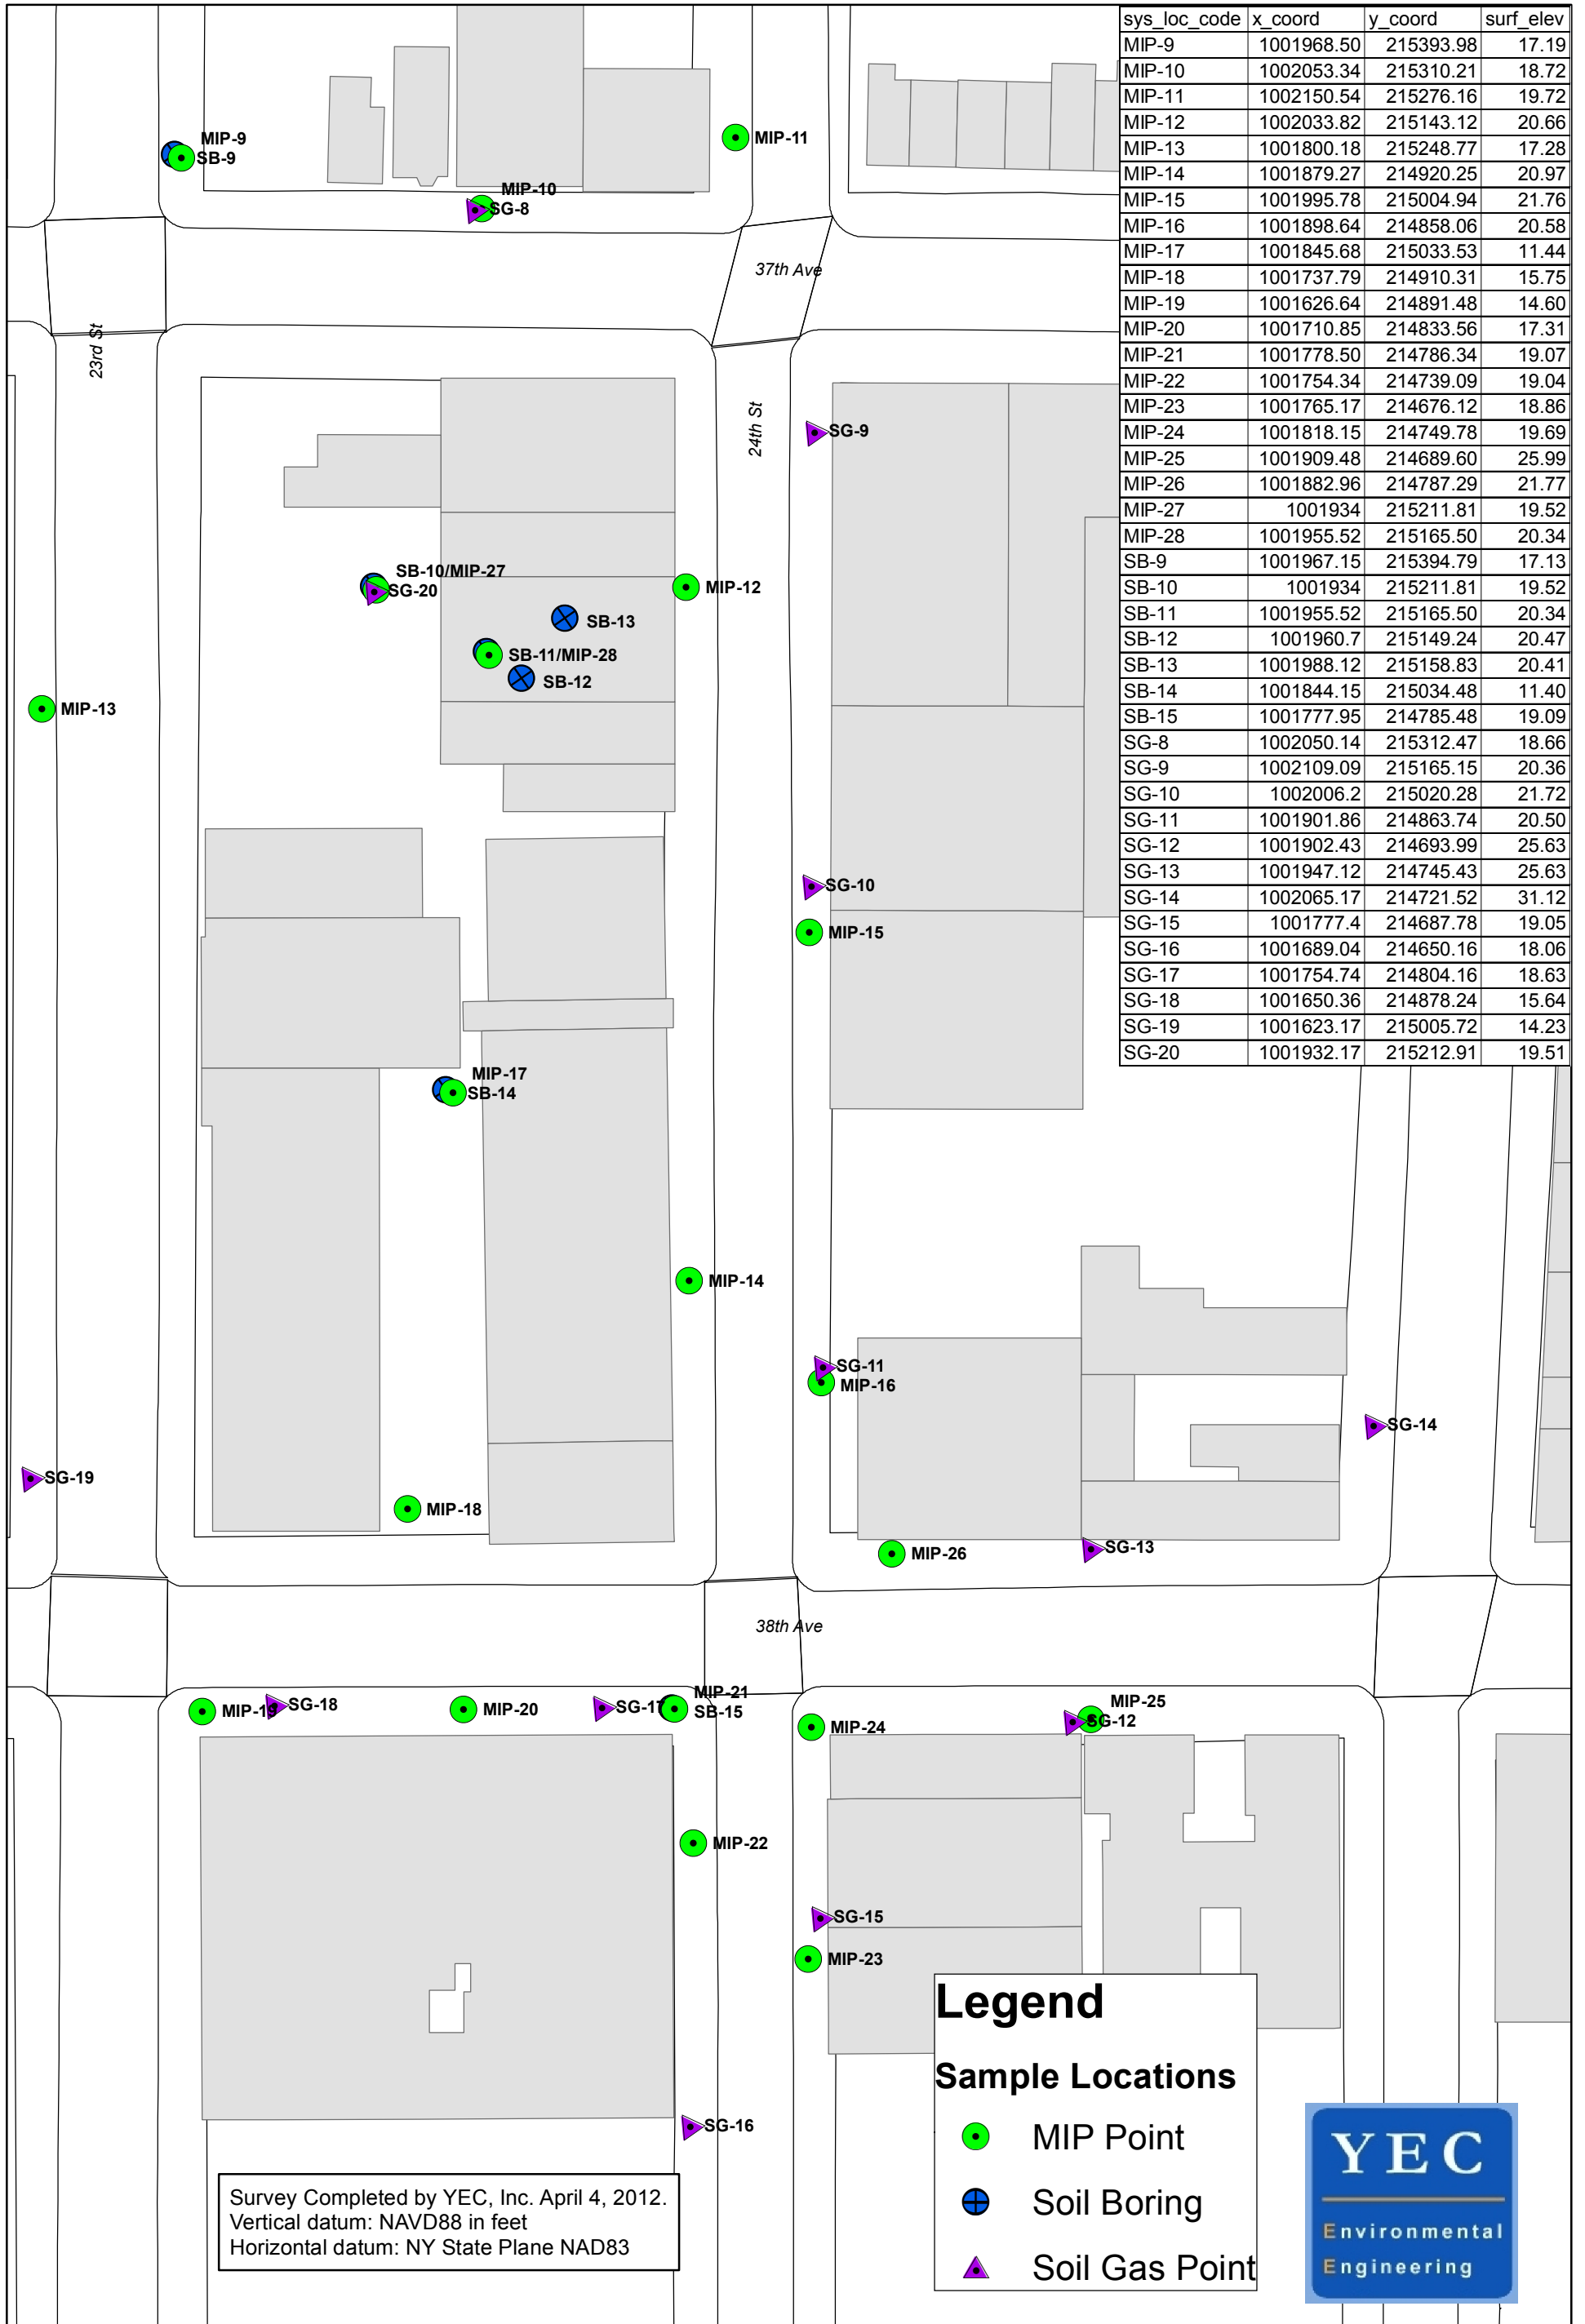 sys_loc_code x_coord y_coord surf_elev
MIP-9 1001968.50 215393.98 17.19
MIP-10 1002053.34 215310.21 18.72
MIP-11 1002150.54 215276.16 19.72
MIP-12 1002033.82 215143.12 20.66
MIP-13 1001800.18 215248.77 17.28
MIP-14 1001879.27 214920.25 20.97
MIP-15 1001995.78 215004.94 21.76
MIP-16 1001898.64 214858.06 20.58
MIP-17 1001845.68 215033.53 11.44
MIP-18 1001737.79 214910.31 15.75
MIP-19 1001626.64 214891.48 14.60
MIP-20 1001710.85 214833.56 17.31
MIP-21 1001778.50 214786.34 19.07
MIP-22 1001754.34 214739.09 19.04
MIP-23 1001765.17 214676.12 18.86
MIP-24 1001818.15 214749.78 19.69
MIP-25 1001909.48 214689.60 25.99
MIP-26 1001882.96 214787.29 21.77
MIP-27 1001934 215211.81 19.52
MIP-28 1001955.52 215165.50 20.34
SB-9 1001967.15 215394.79 17.13
SB-10 1001934 215211.81 19.52
SB-11 1001955.52 215165.50 20.34
SB-12 1001960.7 215149.24 20.47
SB-13 1001988.12 215158.83 20.41
SB-14 1001844.15 215034.48 11.40
SB-15 1001777.95 214785.48 19.09
SG-8 1002050.14 215312.47 18.66
SG-9 1002109.09 215165.15 20.36
SG-10 1002006.2 215020.28 21.72
SG-11 1001901.86 214863.74 20.50
SG-12 1001902.43 214693.99 25.63
SG-13 1001947.12 214745.43 25.63
SG-14 1002065.17 214721.52 31.12
SG-15 1001777.4 214687.78 19.05
SG-16 1001689.04 214650.16 18.06
SG-17 1001754.74 214804.16 18.63
SG-18 1001650.36 214878.24 15.64
SG-19 1001623.17 215005.72 14.23
SG-20 1001932.17 215212.91 19.51
MIP-9
SB-9
MIP-11
MIP-10
SG-8
37th Ave
23rd St
24th St
SG-9
SB-10/MIP-27
SG-20
MIP-12
SB-13
SB-11/MIP-28
SB-12
MIP-13
SG-10
MIP-15
MIP-17
SB-14
MIP-14
SG-11
MIP-16
SG-14
SG-19
MIP-18
MIP-26
SG-13
38th Ave
MIP-19
SG-18
MIP-20
SG-17
MIP-21
SB-15
MIP-24
MIP-25
SG-12
MIP-22
SG-15
MIP-23
SG-16
Legend
Sample Locations
MIP Point
Soil Boring
Soil Gas Point
Survey Completed by YEC, Inc. April 4, 2012.
Vertical datum: NAVD88 in feet
Horizontal datum: NY State Plane NAD83
YEC
Environmental
Engineering